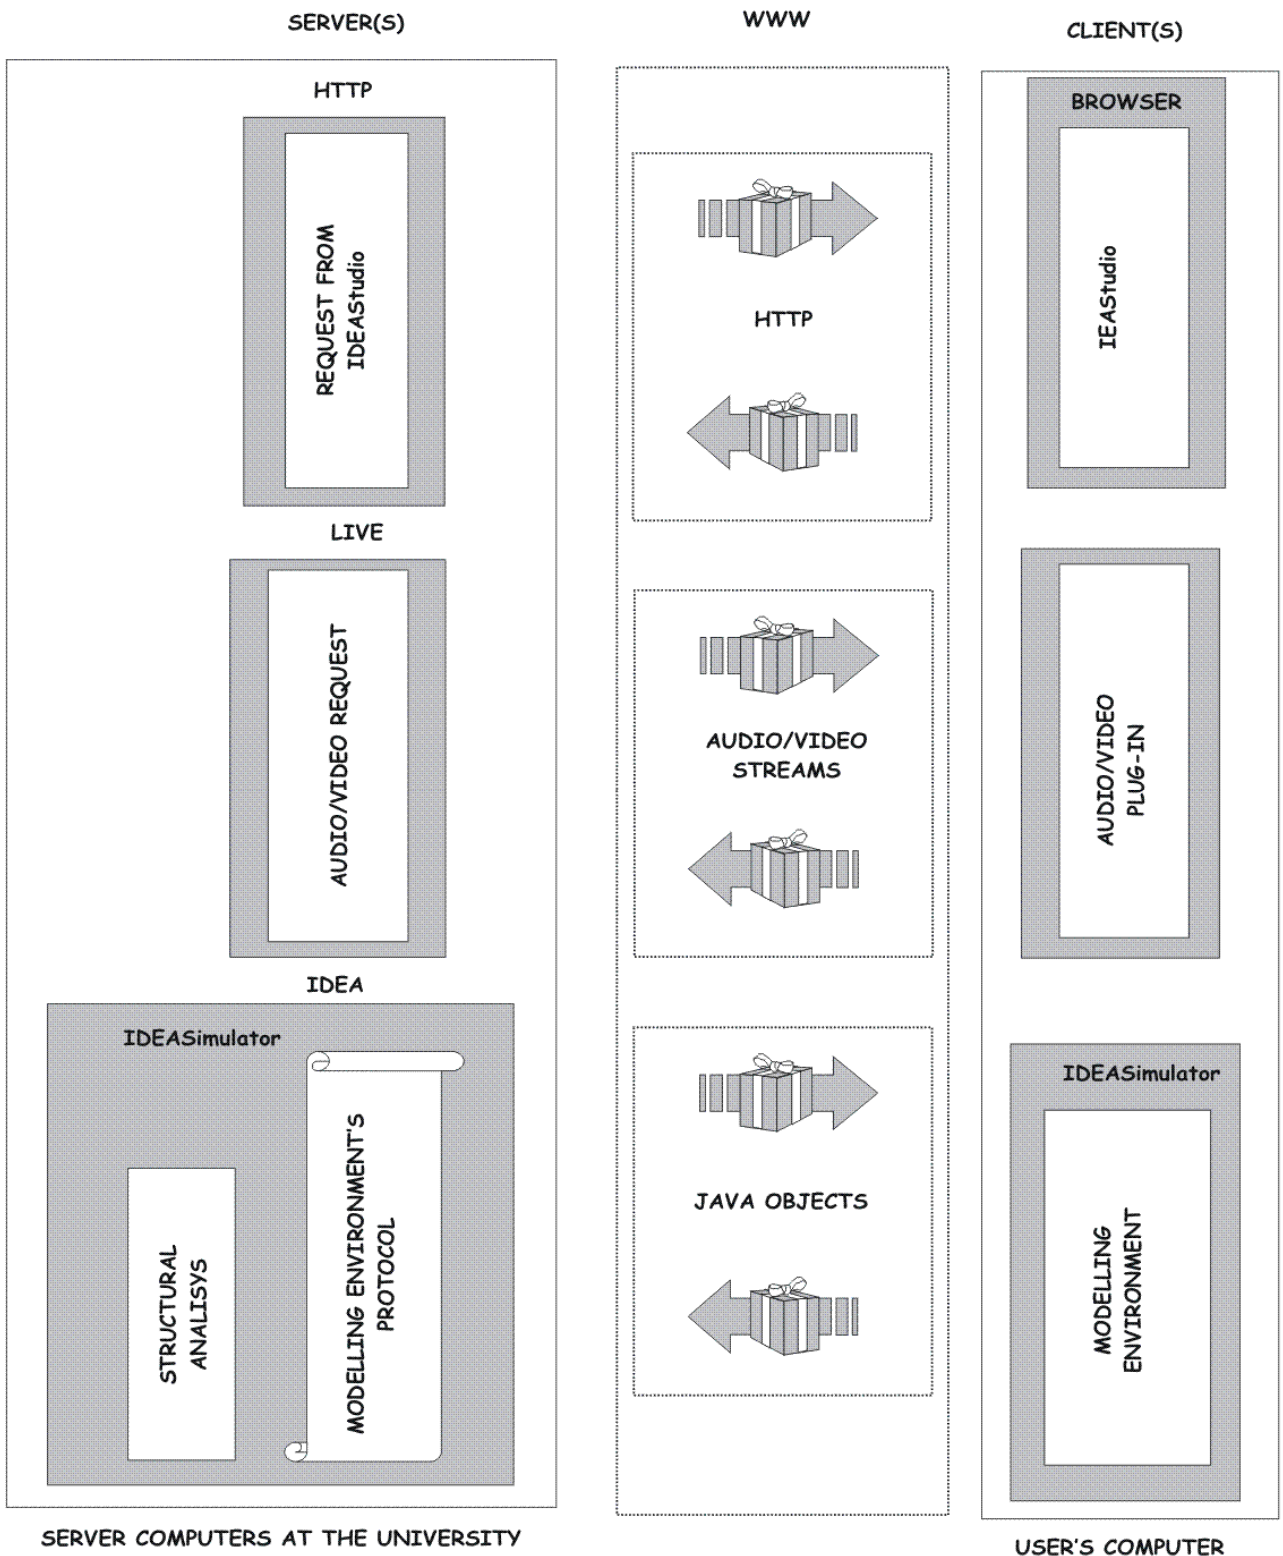 SERVER(S)
WWW
CLIENT(S)
HTTP
REQUEST FROM
IDEAStudio
LIVE
AUDIO/VIDEO REQUEST
IDEA
IDEASimulator
STRUCTURAL
ANALISYS
MODELLING ENVIRONMENT'S
PROTOCOL
SERVER COMPUTERS AT THE UNIVERSITY
HTTP
AUDIO/VIDEO
STREAMS
JAVA OBJECTS
BROWSER
IEAStudio
AUDIO/VIDEO
PLUG-IN
IDEASimulator
MODELLING
ENVIRONMENT
USER'S COMPUTER